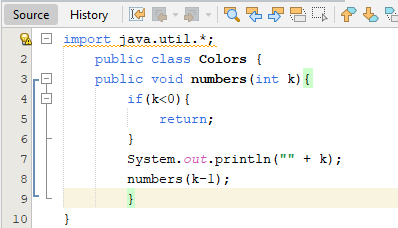 Source History
import java.util.*;
2 public class Colors {
3 public void numbers(int k){
4 if(k<0){
5 return;
6 }
7 System.out.println("" + k);
8 numbers(k-1);
9 }
10 }